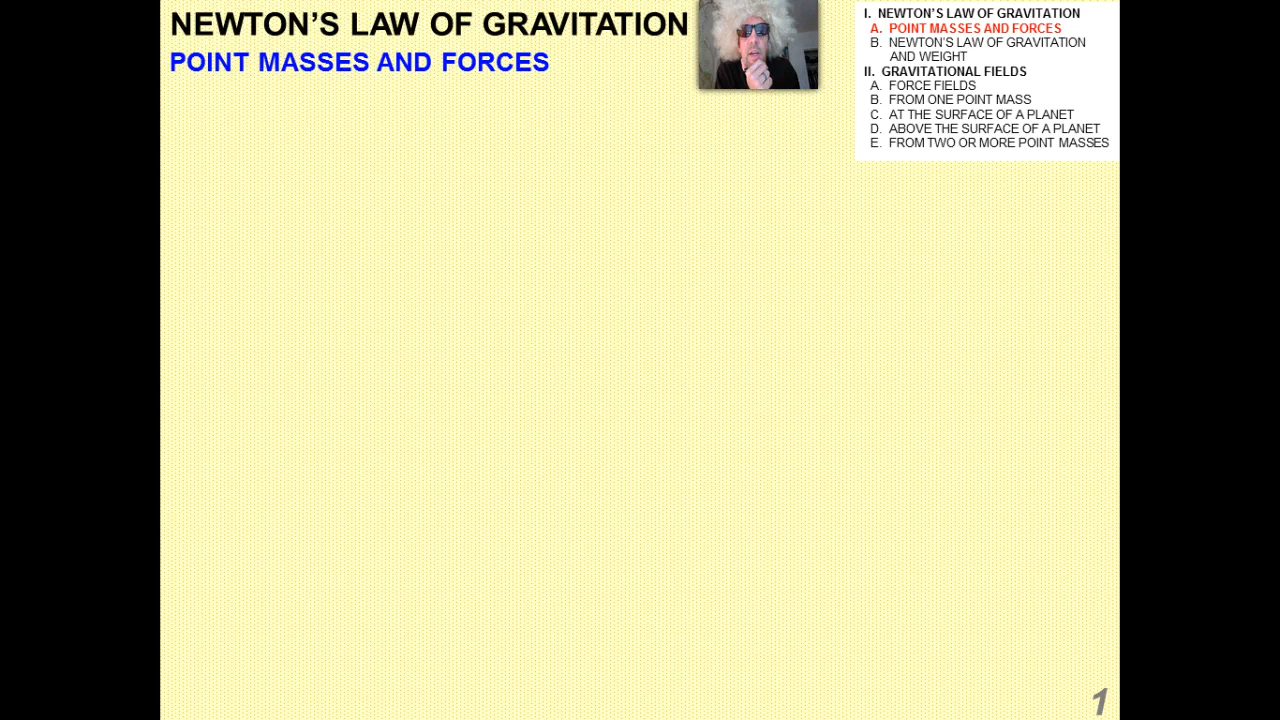 NEWTON’S LAW OF GRAVITATION
POINT MASSES AND FORCES
I. NEWTON’S LAW OF GRAVITATION
A. POINT MASSES AND FORCES
B. NEWTON’S LAW OF GRAVITATION
AND WEIGHT
II. GRAVITATIONAL FIELDS
A. FORCE FIELDS
B. FROM ONE POINT MASS
C. AT THE SURFACE OF A PLANET
D. ABOVE THE SURFACE OF A PLANET
E. FROM TWO OR MORE POINT MASSES
1